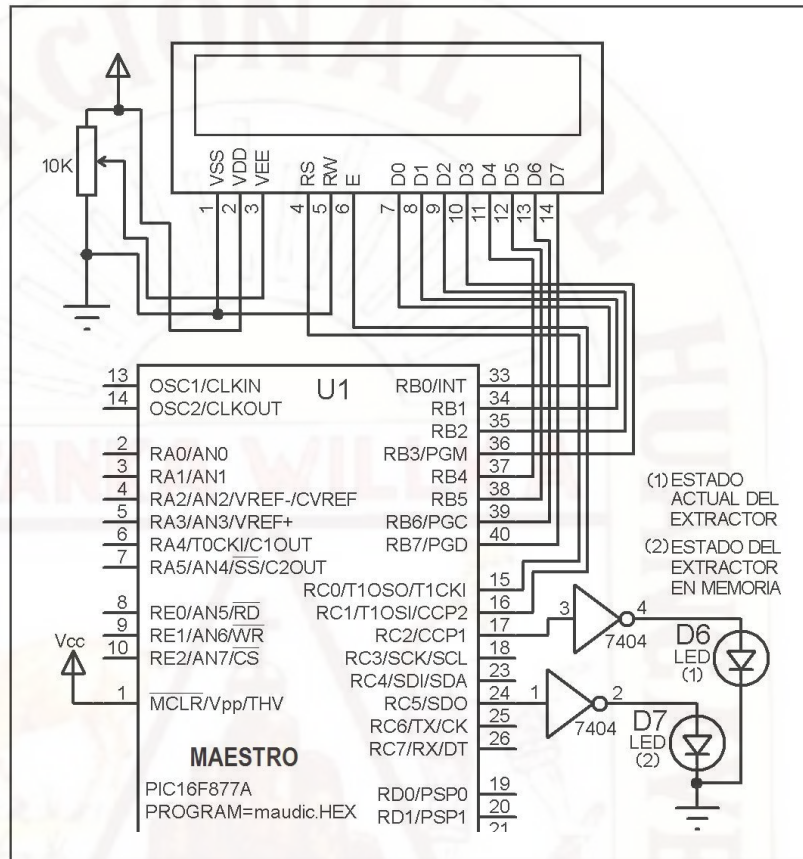 10K
VSS
VDD
VEE
RS
RW
E
D0
D1
D2
D3
D4
D5
D6
D7
1
2
3
4
5
6
7
8
9
10
11
12
13
14
U1
13 OSC1/CLKIN
14 OSC2/CLKOUT
2 RA0/AN0
3 RA1/AN1
4 RA2/AN2/VREF-/CVREF
5 RA3/AN3/VREF+
6 RA4/T0CKI/C1OUT
7 RA5/AN4/SS/C2OUT
8 RE0/AN5/RD
9 RE1/AN6/WR
10 RE2/AN7/CS
Vcc
1 MCLR/Vpp/THV
RB0/INT 33
RB1 34
RB2 35
RB3/PGM 36
RB4 37
RB5 38
RB6/PGC 39
RB7/PGD 40
RC0/T1OSO/T1CKI 15
RC1/T1OSI/CCP2 16
RC2/CCP1 17
RC3/SCK/SCL 18
RC4/SDI/SDA 23
RC5/SDO 24
RC6/TX/CK 25
RC7/RX/DT 26
RD0/PSP0 19
RD1/PSP1 20
21
MAESTRO
PIC16F877A
PROGRAM=maudic.HEX
(1) ESTADO
ACTUAL DEL
EXTRACTOR
(2) ESTADO DEL
EXTRACTOR
EN MEMORIA
3 4
7404
D6
LED
(1)
1 2
7404
D7
LED
(2)